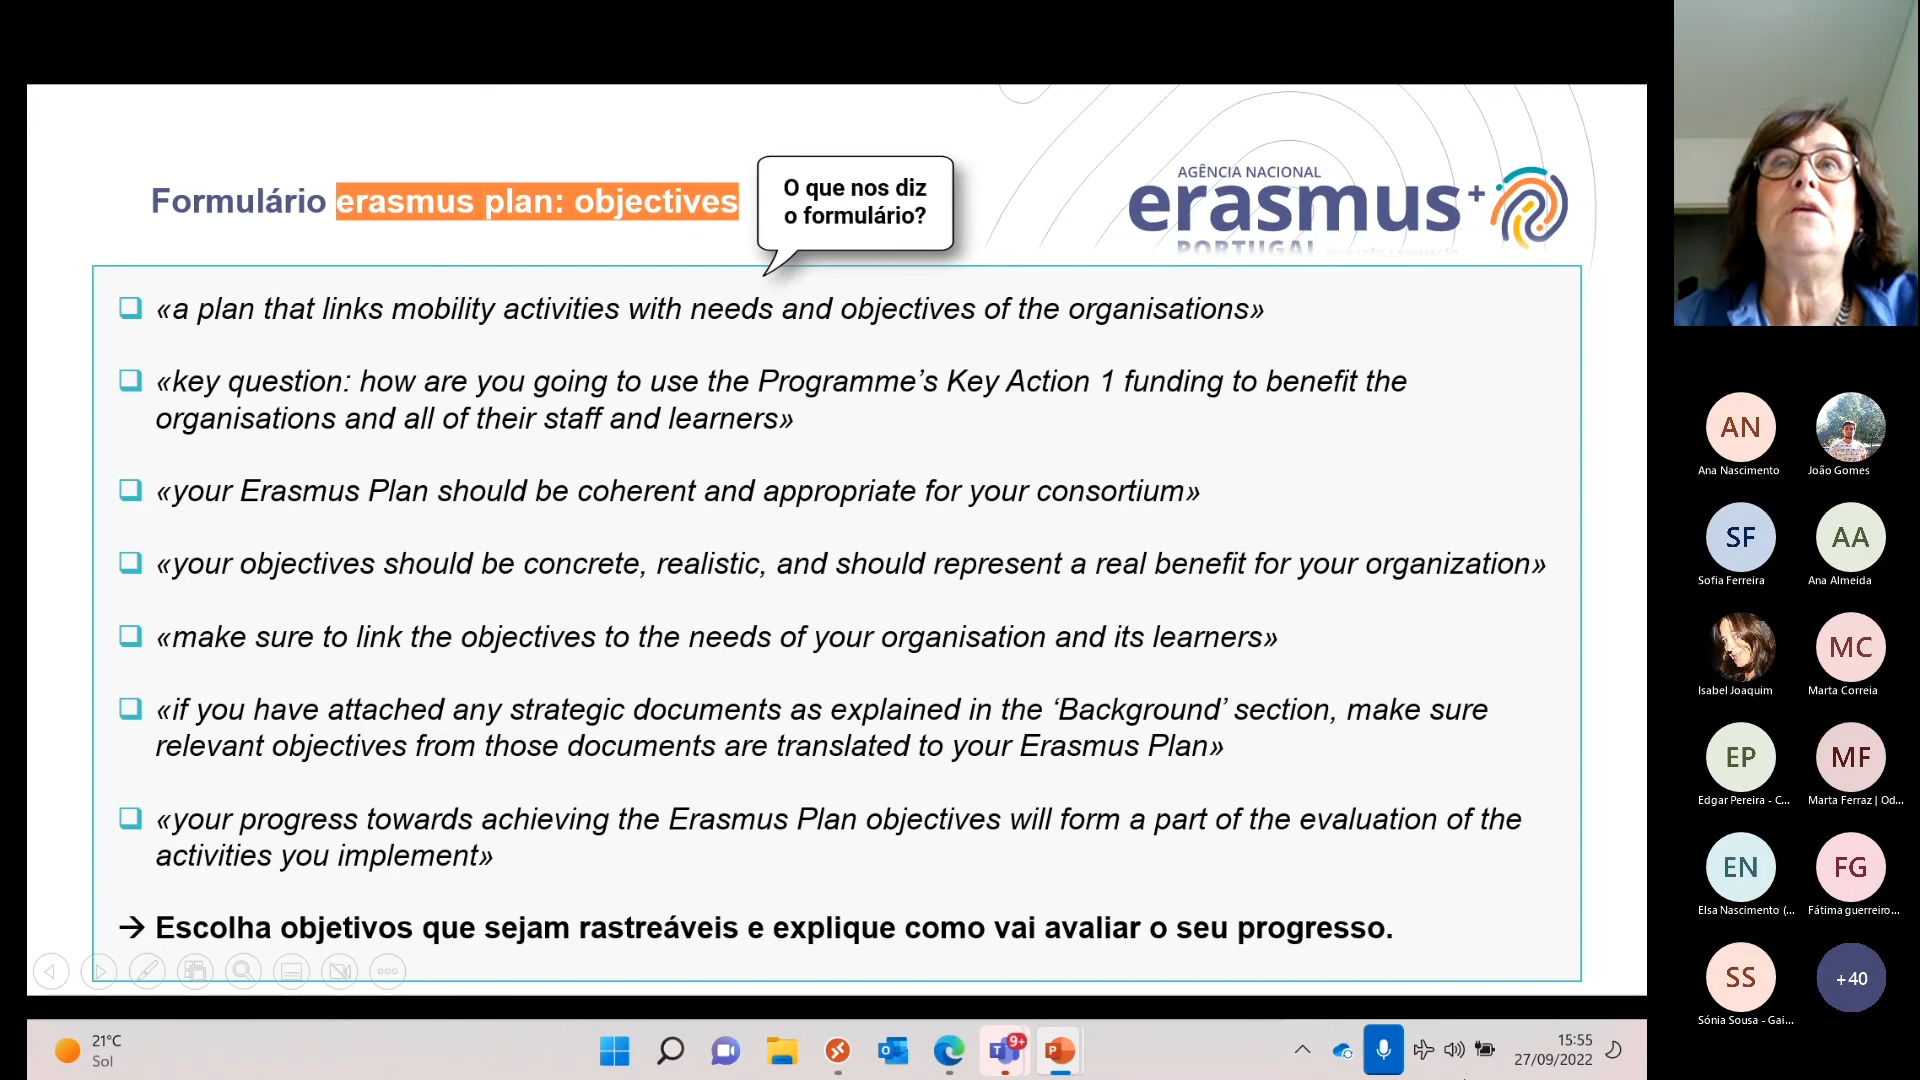 Formulário erasmus plan: objectives
O que nos diz
o formulário?
AGÊNCIA NACIONAL
erasmus+
PORTUGAL
«a plan that links mobility activities with needs and objectives of the organisations»
«key question: how are you going to use the Programme’s Key Action 1 funding to benefit the
organisations and all of their staff and learners»
«your Erasmus Plan should be coherent and appropriate for your consortium»
«your objectives should be concrete, realistic, and should represent a real benefit for your organization»
«make sure to link the objectives to the needs of your organisation and its learners»
«if you have attached any strategic documents as explained in the ‘Background’ section, make sure
relevant objectives from those documents are translated to your Erasmus Plan»
«your progress towards achieving the Erasmus Plan objectives will form a part of the evaluation of the
activities you implement»
→ Escolha objetivos que sejam rastreáveis e explique como vai avaliar o seu progresso.
AN
Ana Nascimento
João Gomes
SF
Sofia Ferreira
AA
Ana Almeida
Isabel Joaquim
MC
Marta Correia
EP
Edgar Pereira - C...
MF
Marta Ferraz | Od...
EN
Elsa Nascimento (...
FG
Fátima guerreiro...
SS
Sónia Sousa - Gai...
+40
21°C
Sol
9+
15:55
27/09/2022